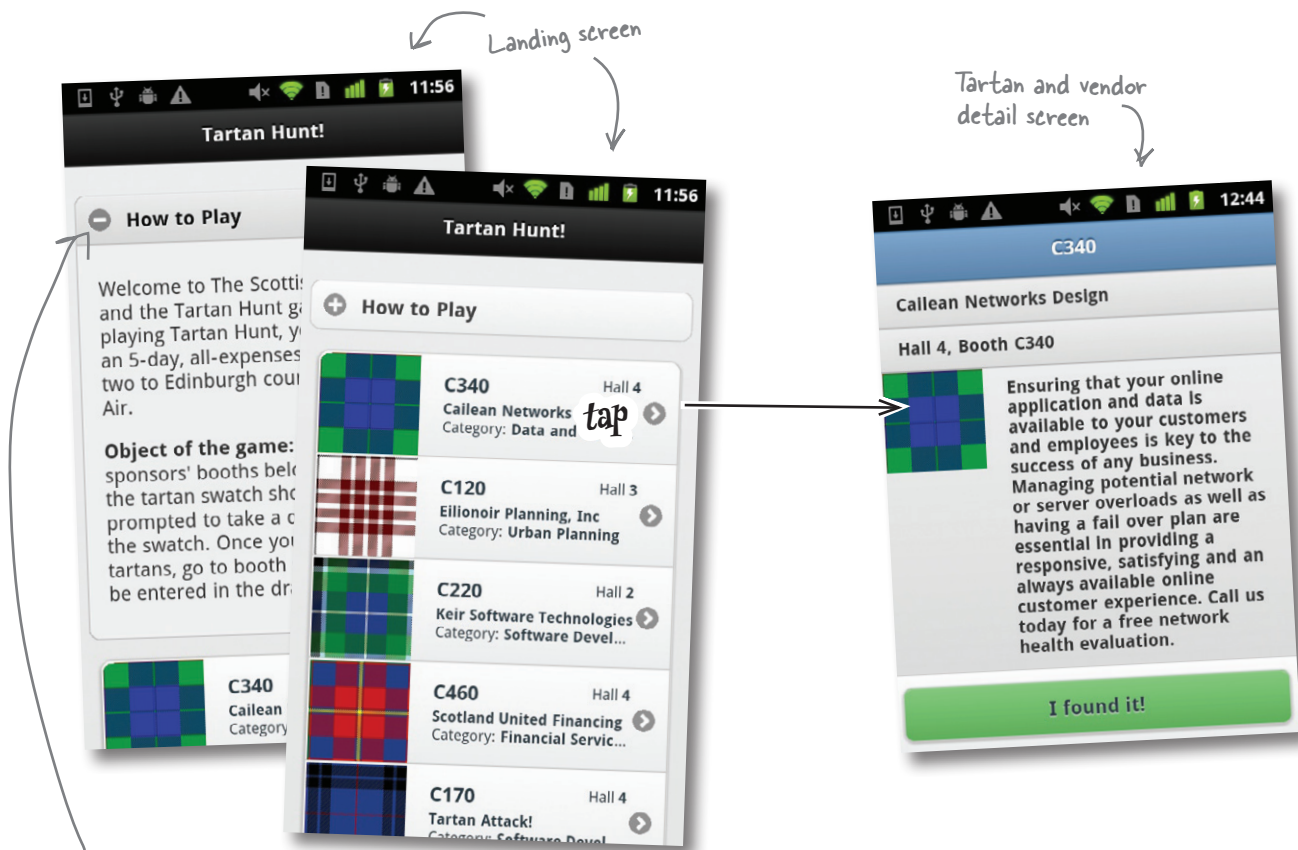 Landing screen
Tartan and vendor
detail screen
11:56
Tartan Hunt!
How to Play
Welcome to The
and the Tartan Hunt
playing Tartan Hunt,
an 5-day, all-expenses
two to Edinburgh
Air.
Object of the game:
sponsors' booths
the tartan swatch
prompted to take a
the swatch. Once
tartans, go to booth
be entered in the
C340
Cailean
Category
11:56
Tartan Hunt!
How to Play
C340
Hall 4
Cailean Networks
Category: Data and
tap
C120
Hall 3
Eilionoir Planning, Inc
Category: Urban Planning
C220
Hall 2
Keir Software Technologies
Category: Software Devel...
C460
Hall 4
Scotland United Financing
Category: Financial Servic...
C170
Hall 4
Tartan Attack!
Category: Software Devel
12:44
C340
Cailean Networks Design
Hall 4, Booth C340
Ensuring that your online
application and data is
available to your customers
and employees is key to the
success of any business.
Managing potential network
or server overloads as well as
having a fail over plan are
essential in providing a
responsive, satisfying and an
always available online
customer experience. Call us
today for a free network
health evaluation.
I found it!